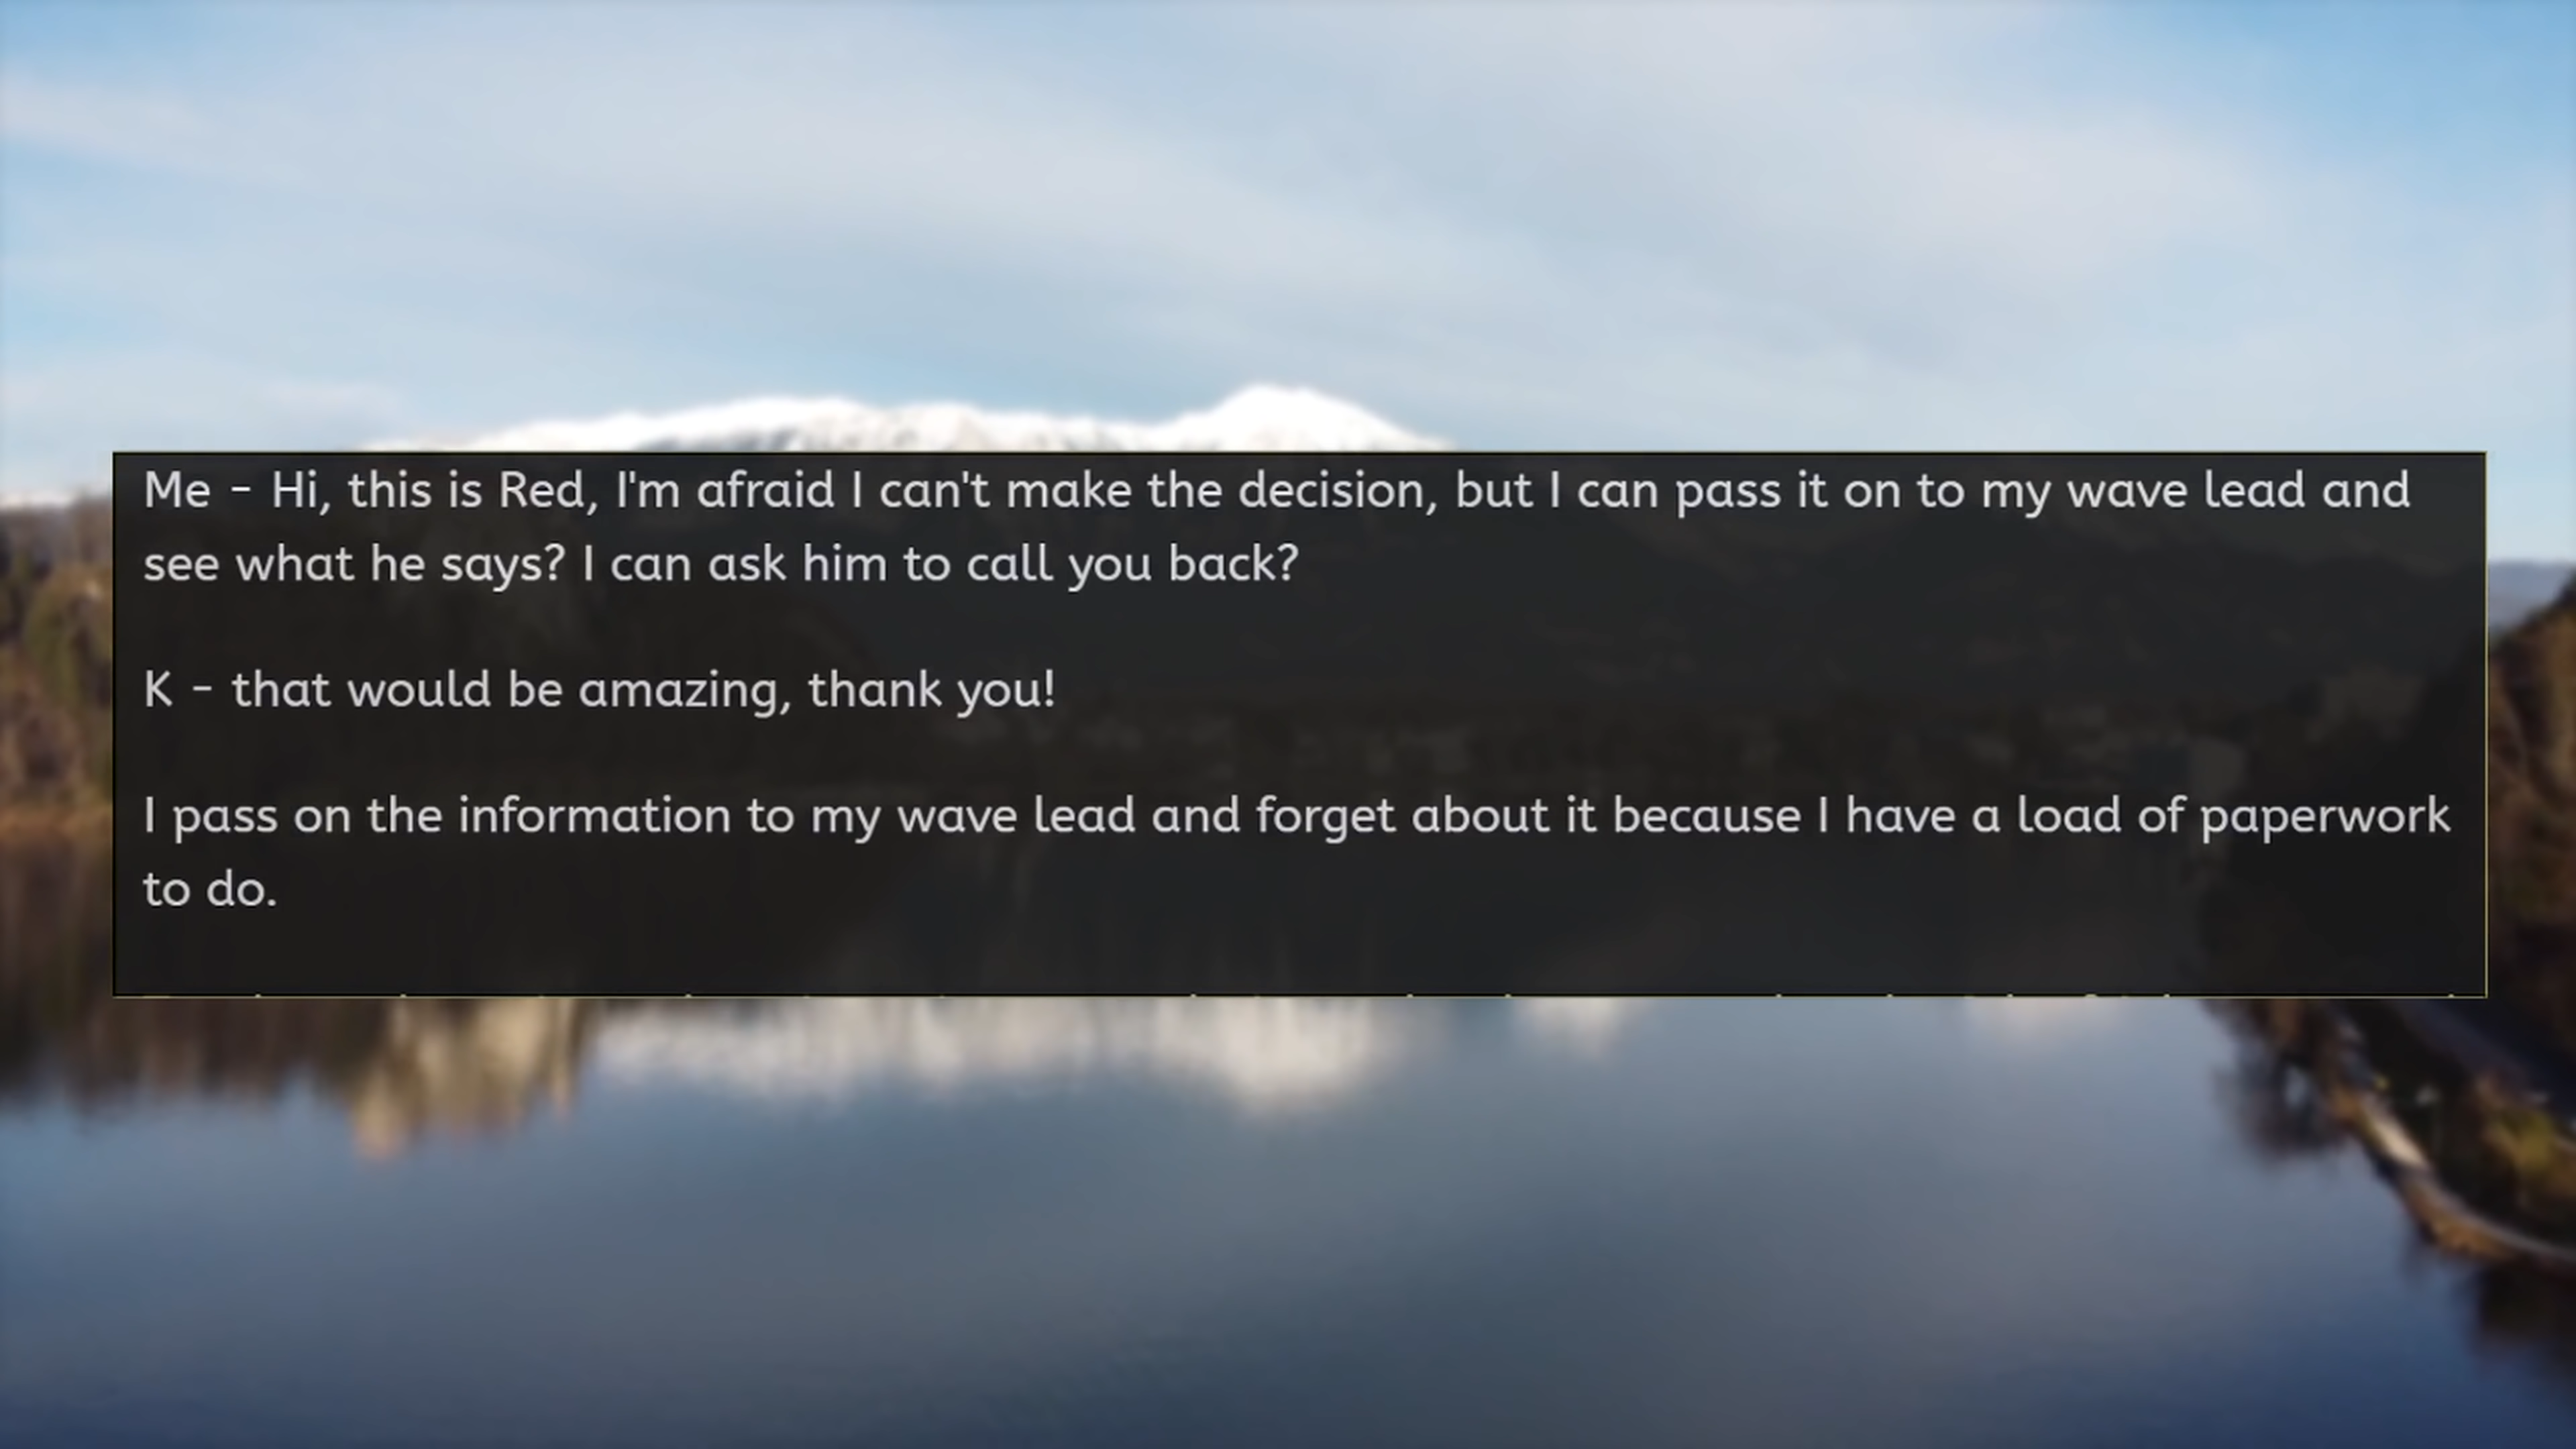 Me - Hi, this is Red, I'm afraid I can't make the decision, but I can pass it on to my wave lead and
see what he says? I can ask him to call you back?
K - that would be amazing, thank you!
I pass on the information to my wave lead and forget about it because I have a load of paperwork
to do.